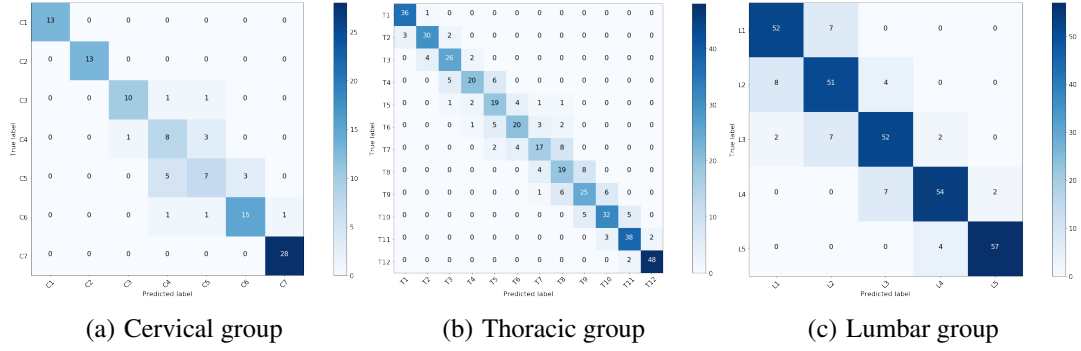 True label
C1 13 0 0 0 0 0 0
C2 0 13 0 0 0 0 0
C3 0 0 10 1 1 0 0
C4 0 0 1 8 3 0 0
C5 0 0 0 5 7 3 0
C6 0 0 0 1 1 15 1
C7 0 0 0 0 0 0 28
C1 C2 C3 C4 C5 C6 C7
Predicted label
25
20
15
10
5
0
(a) Cervical group
True label
T1 36 1 0 0 0 0 0 0 0 0 0 0
T2 3 30 2 0 0 0 0 0 0 0 0 0
T3 0 4 26 2 0 0 0 0 0 0 0 0
T4 0 0 5 20 6 0 0 0 0 0 0 0
T5 0 0 1 2 19 4 1 1 0 0 0 0
T6 0 0 0 1 5 20 3 2 0 0 0 0
T7 0 0 0 0 2 4 17 8 0 0 0 0
T8 0 0 0 0 0 0 4 19 8 0 0 0
T9 0 0 0 0 0 0 1 6 25 6 0 0
T10 0 0 0 0 0 0 0 0 5 32 5 0
T11 0 0 0 0 0 0 0 0 0 3 38 2
T12 0 0 0 0 0 0 0 0 0 0 2 48
T1 T2 T3 T4 T5 T6 T7 T8 T9 T10 T11 T12
Predicted label
40
30
20
10
0
(b) Thoracic group
True label
L1 52 7 0 0 0
L2 8 51 4 0 0
L3 2 7 52 2 0
L4 0 0 7 54 2
L5 0 0 0 4 57
L1 L2 L3 L4 L5
Predicted label
50
40
30
20
10
0
(c) Lumbar group